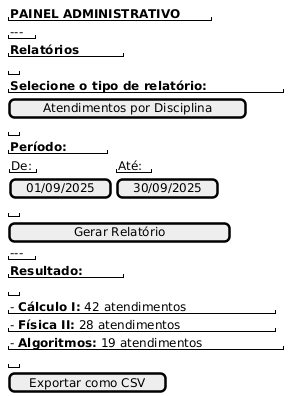 PAINEL ADMINISTRATIVO
---
Relatórios
Selecione o tipo de relatório:
Atendimentos por Disciplina
Período:
De: Até:
01/09/2025 30/09/2025
Gerar Relatório
---
Resultado:
- Cálculo I: 42 atendimentos
- Física II: 28 atendimentos
- Algoritmos: 19 atendimentos
Exportar como CSV